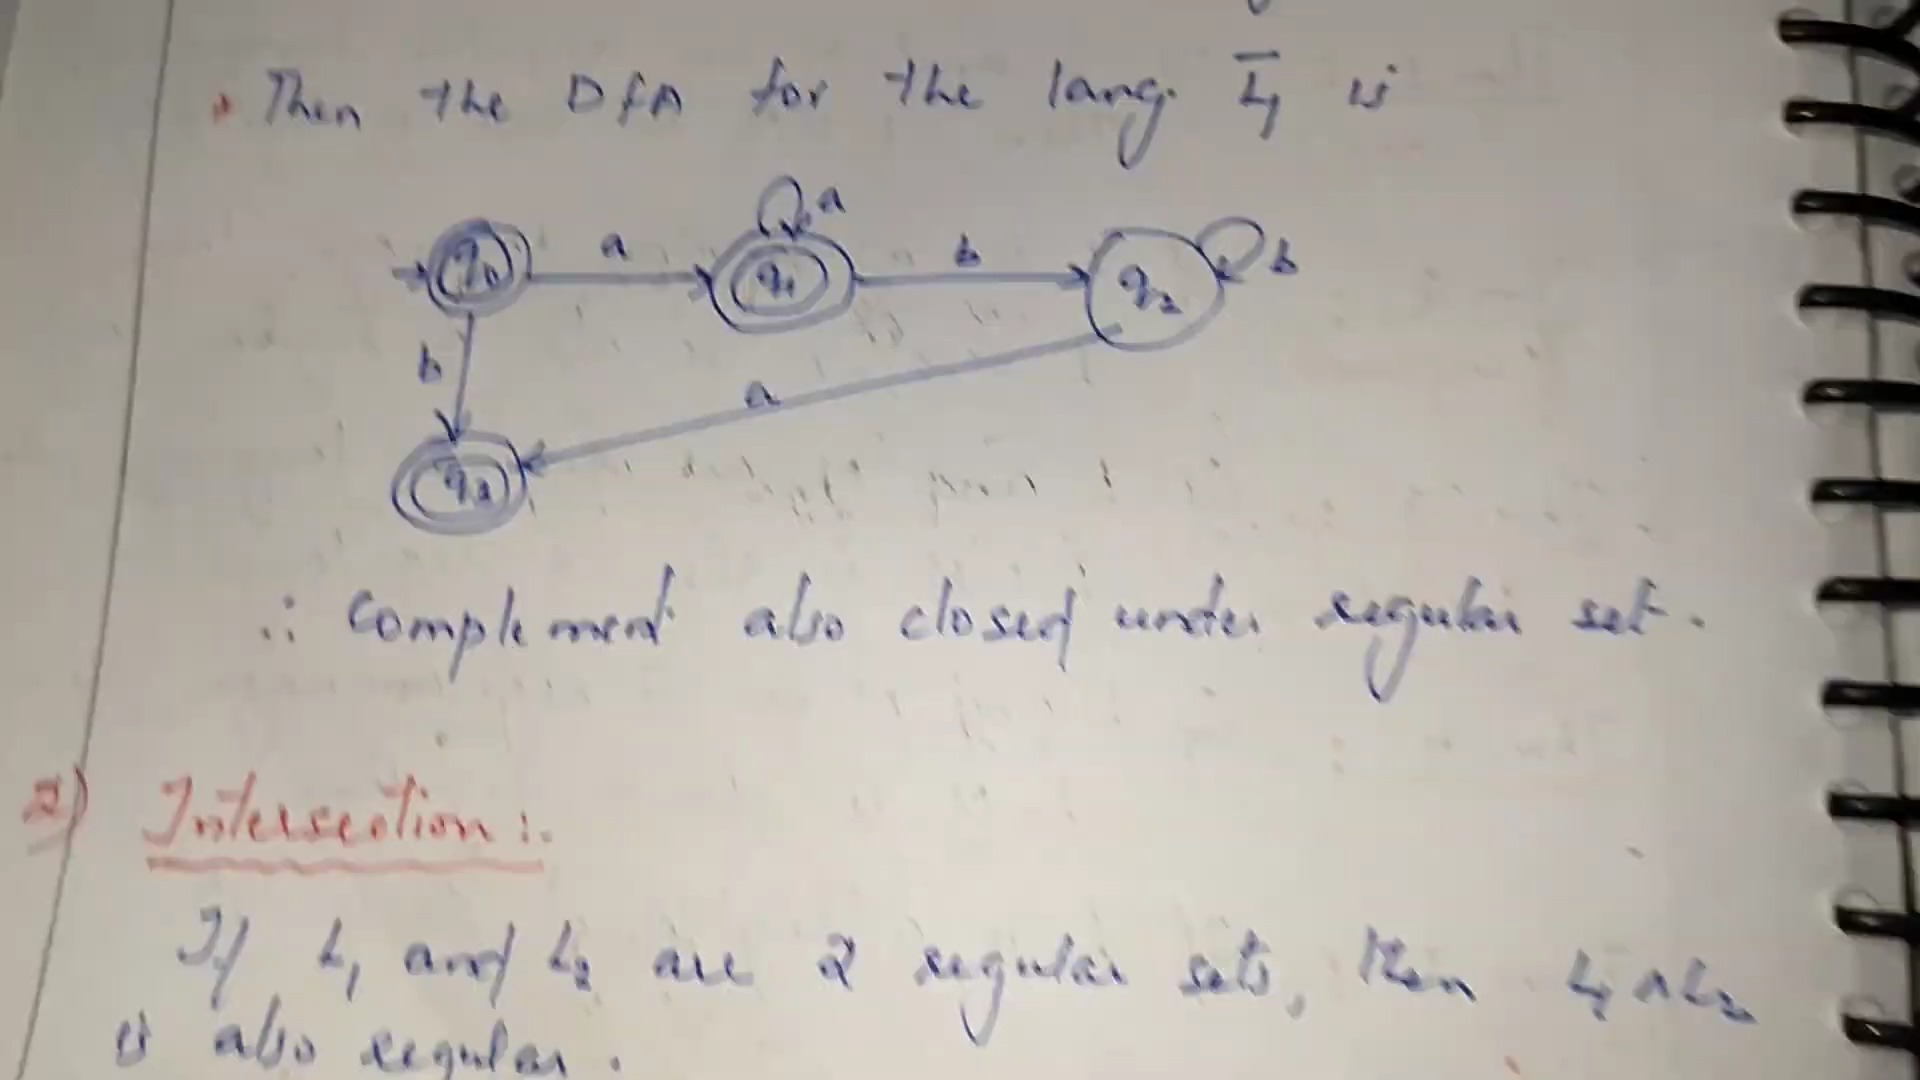 Then the DFA for the lang. L̅₁ is
a
q₀ a q₁ b q₂ b
b
a
q₃
∴ complement also closed under regular set.
2) Intersection :-
If L₁ and L₂ are 2 regular sets, then L₁ ∩ L₂
is also regular.